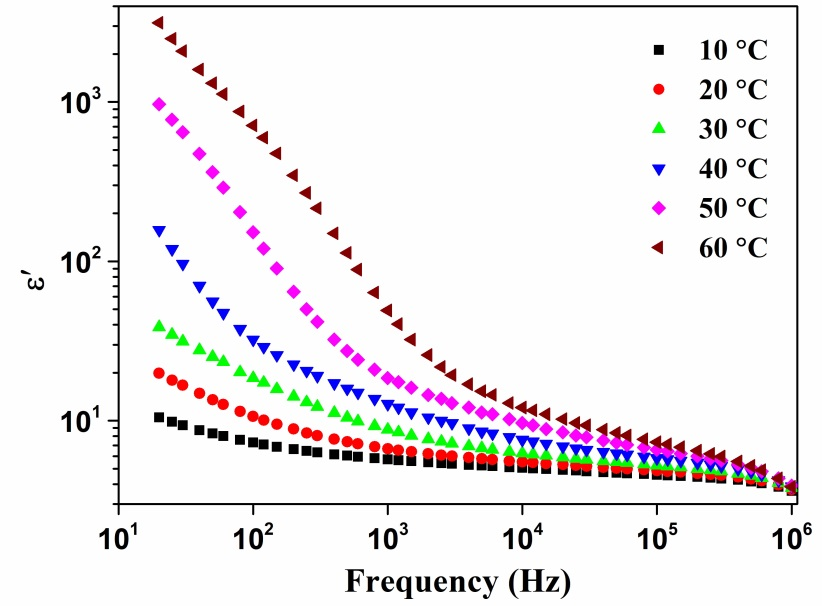 10 °C
20 °C
30 °C
40 °C
50 °C
60 °C
ε′
10³
10²
10¹
10¹ 10² 10³ 10⁴ 10⁵ 10⁶
Frequency (Hz)